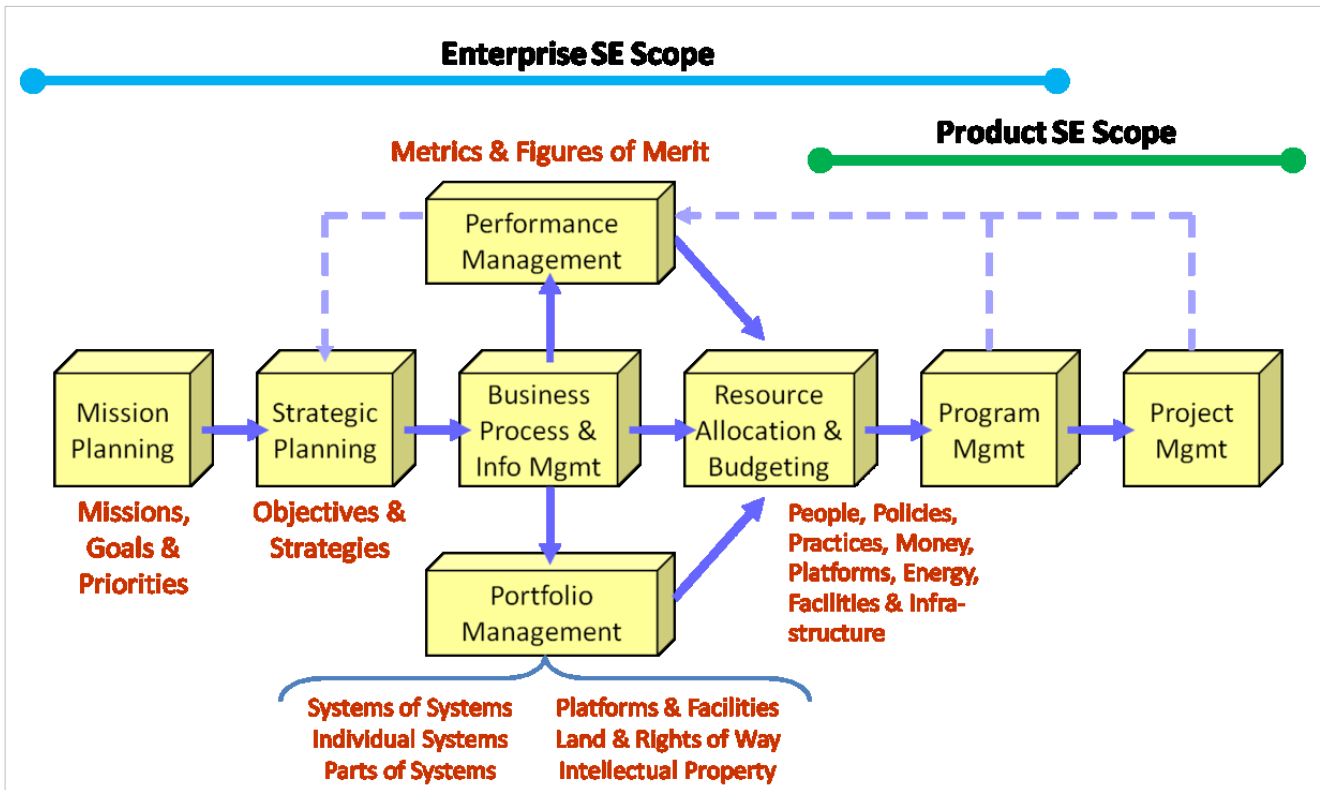 Enterprise SE Scope
Product SE Scope
Metrics & Figures of Merit
Performance
Management
Mission
Planning
Strategic
Planning
Business
Process &
Info Mgmt
Resource
Allocation &
Budgeting
Program
Mgmt
Project
Mgmt
Missions,
Goals &
Priorities
Objectives &
Strategies
People, Policies,
Practices, Money,
Platforms, Energy,
Facilities & Infra-
structure
Portfolio
Management
Systems of Systems
Individual Systems
Parts of Systems
Platforms & Facilities
Land & Rights of Way
Intellectual Property